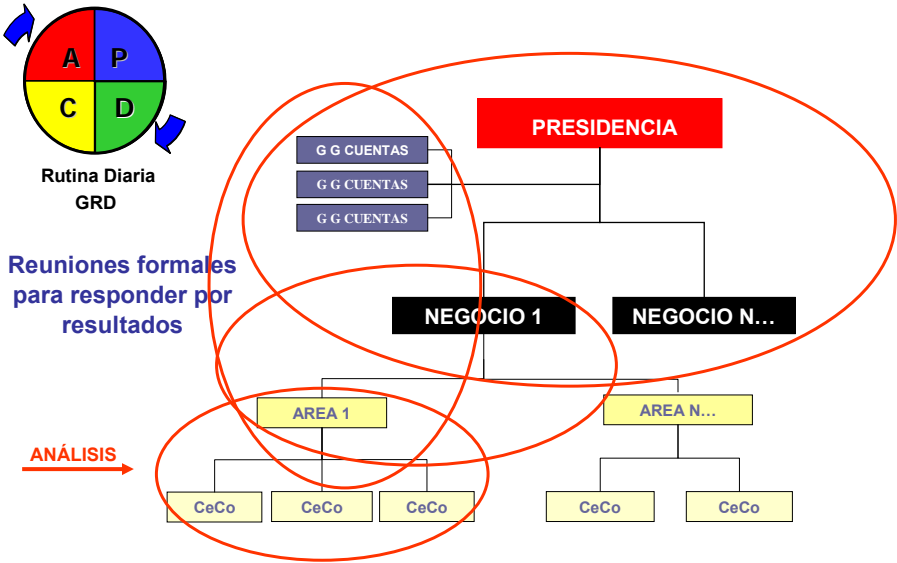 A P
C D
Rutina Diaria
GRD
PRESIDENCIA
G G CUENTAS
G G CUENTAS
G G CUENTAS
Reuniones formales
para responder por
resultados
NEGOCIO 1
NEGOCIO N...
AREA 1
AREA N...
ANÁLISIS
CeCo
CeCo
CeCo
CeCo
CeCo